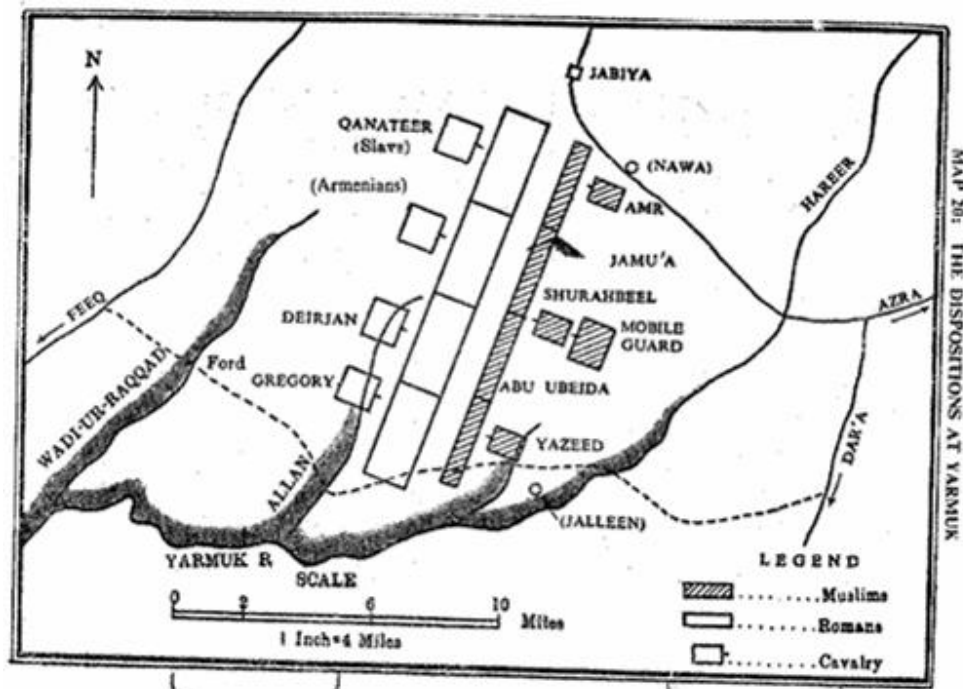 MAP 20: THE DISPOSITIONS AT YARMUK
N
JABIYA
QANATEER
(Slavs)
(NAWA)
(Armenians)
AMR
HAREER
JAMU'A
SHURAHBEEL
AZRA
FEEQ
DEIRJAN
MOBILE
GUARD
Ford
GREGORY
ABU UBEIDA
WADI-UR-RAQQAD
YAZEED
DAR'A
ALLAN
(JALLEEN)
YARMUK R
LEGEND
SCALE
0 2 6 10 Miles
1 Inch=4 Miles
Muslims
Romans
Cavalry